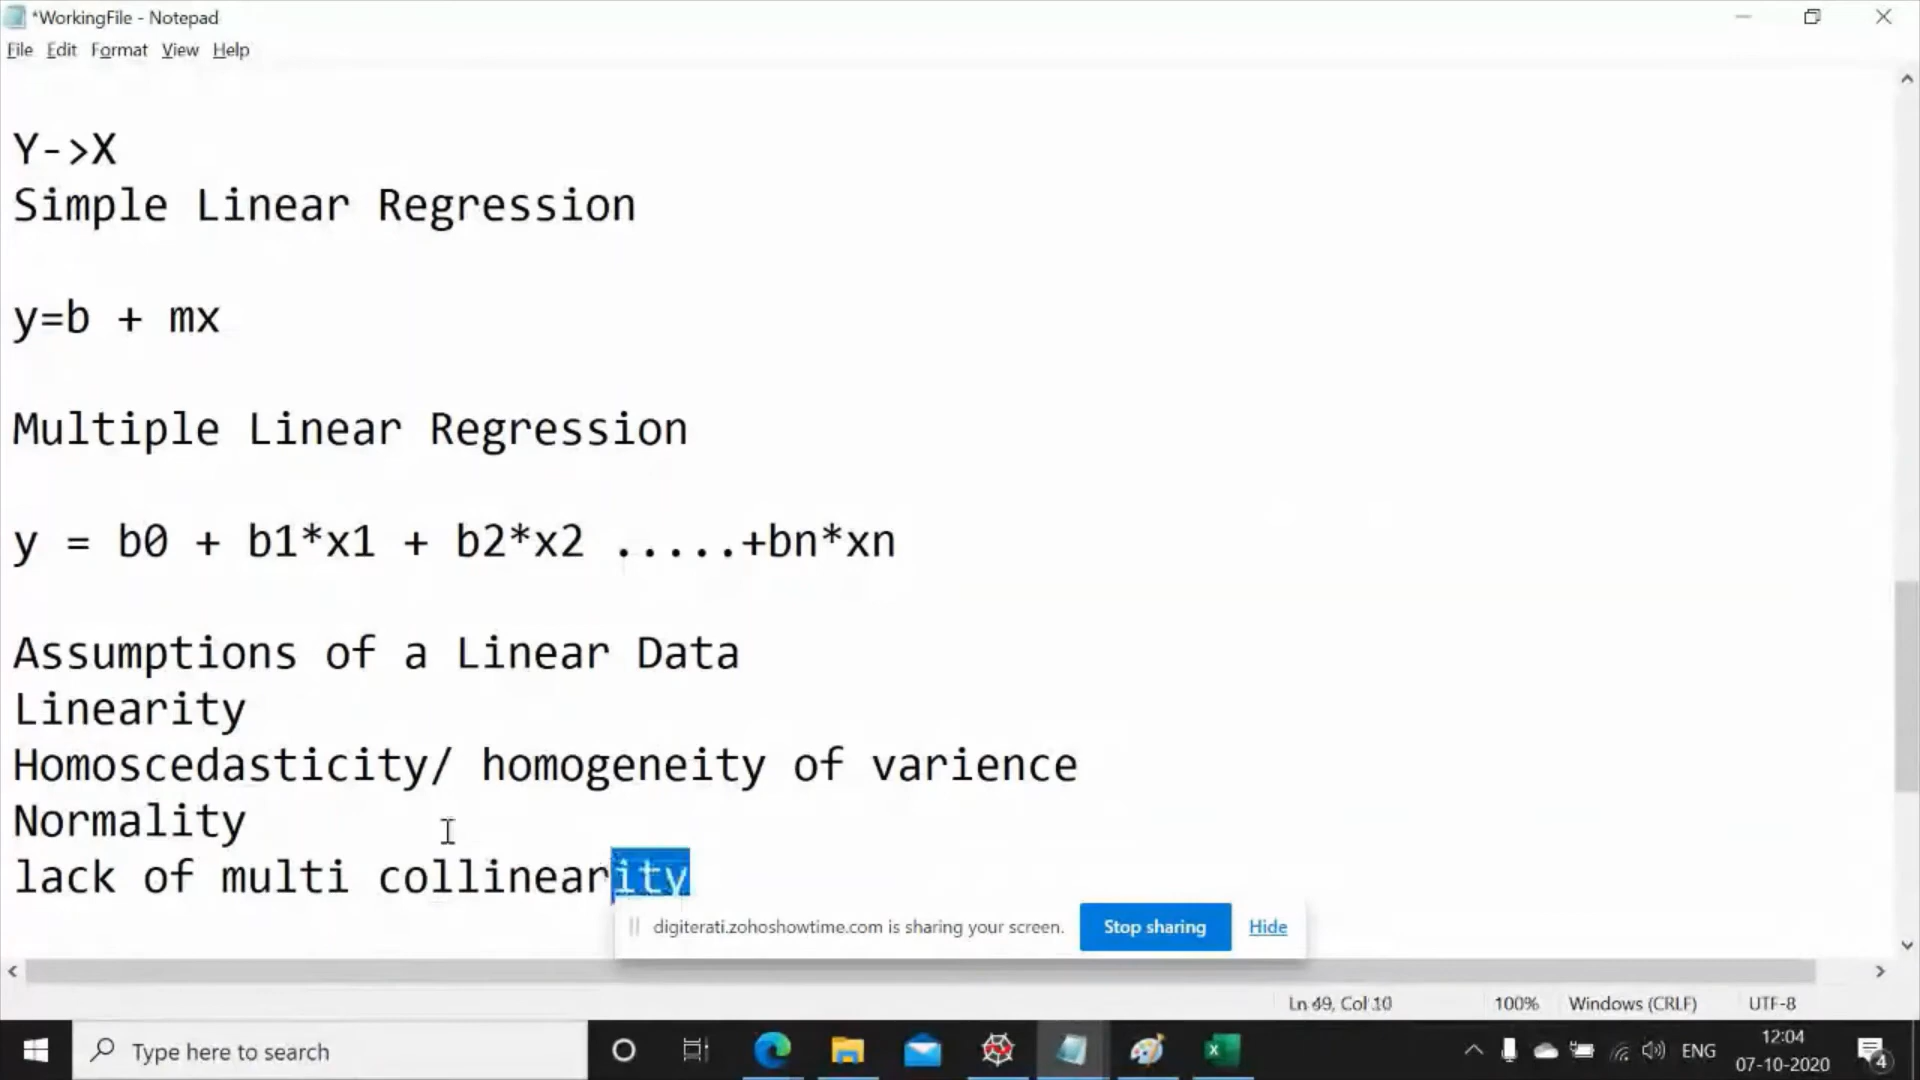 *WorkingFile - Notepad
File Edit Format View Help
Y->X
Simple Linear Regression
y=b + mx
Multiple Linear Regression
y = b0 + b1*x1 + b2*x2 .....+bn*xn
Assumptions of a Linear Data
Linearity
Homoscedasticity/ homogeneity of varience
Normality
lack of multi collinearity
digiterati.zohoshowtime.com is sharing your screen. Stop sharing Hide
Ln 49, Col 10 100% Windows (CRLF) UTF-8
Type here to search
ENG
12:04
07-10-2020
4